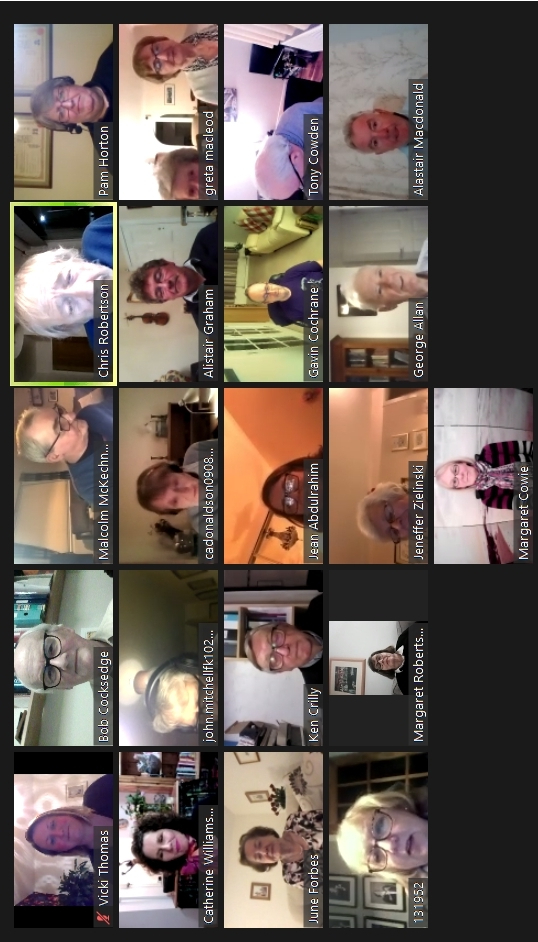 Vicki Thomas
Bob Cocksedge
Malcolm McKechn...
Chris Robertson
Pam Horton
Catherine Williams...
john.mitchellfk102...
cadonaldson0908...
Alistair Graham
greta macleod
June Forbes
Ken Crilly
Jean Abdulrahim
Gavin Cochrane
Tony Cowden
131952
Margaret Roberts...
Jeneffer Zielinski
George Allan
Alastair Macdonald
Margaret Cowie